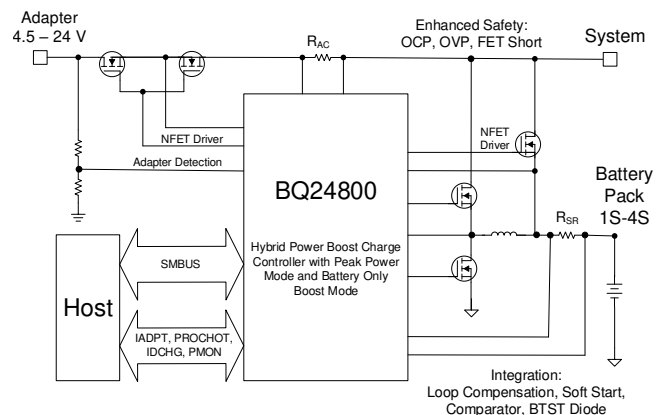 Adapter
4.5 – 24 V
RAC
Enhanced Safety:
OCP, OVP, FET Short
System
NFET Driver
Adapter Detection
NFET
Driver
BQ24800
Hybrid Power Boost Charge
Controller with Peak Power
Mode and Battery Only
Boost Mode
Battery
Pack
1S-4S
RSR
Host
SMBUS
IADPT, PROCHOT,
IDCHG, PMON
Integration:
Loop Compensation, Soft Start,
Comparator, BTST Diode